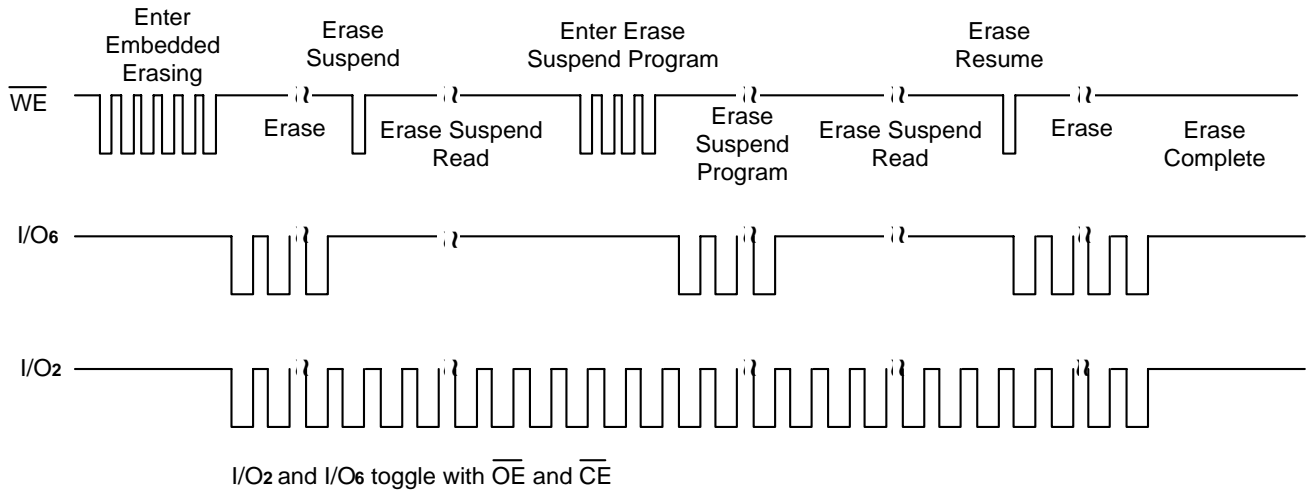 Enter
Embedded
Erasing
Erase
Suspend
Enter Erase
Suspend Program
Erase
Resume
WE
Erase
Erase Suspend
Read
Erase
Suspend
Program
Erase Suspend
Read
Erase
Erase
Complete
I/O6
I/O2
I/O2 and I/O6 toggle with OE and CE